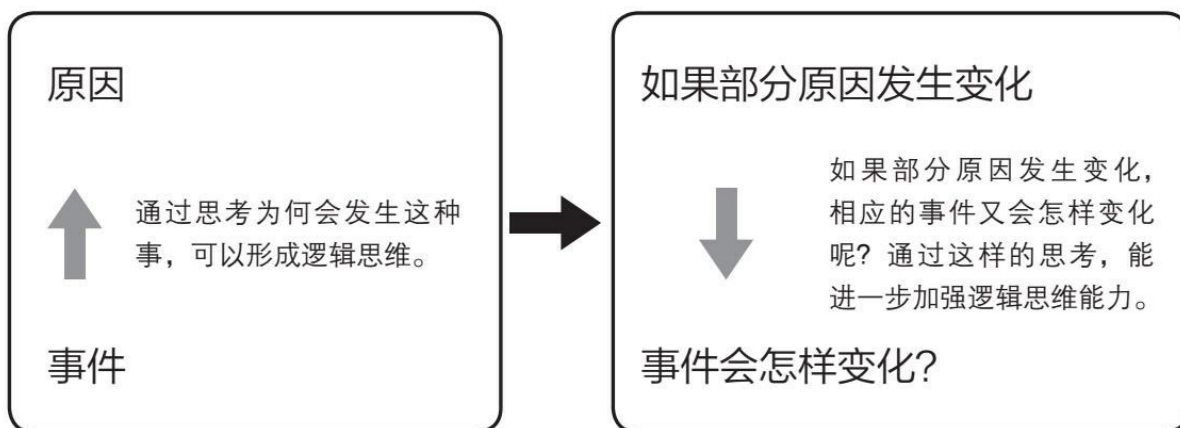 原因
通过思考为何会发生这种
事，可以形成逻辑思维。
事件
如果部分原因发生变化
如果部分原因发生变化，
相应的事件又会怎样变化
呢？通过这样的思考，能
进一步加强逻辑思维能力。
事件会怎样变化？